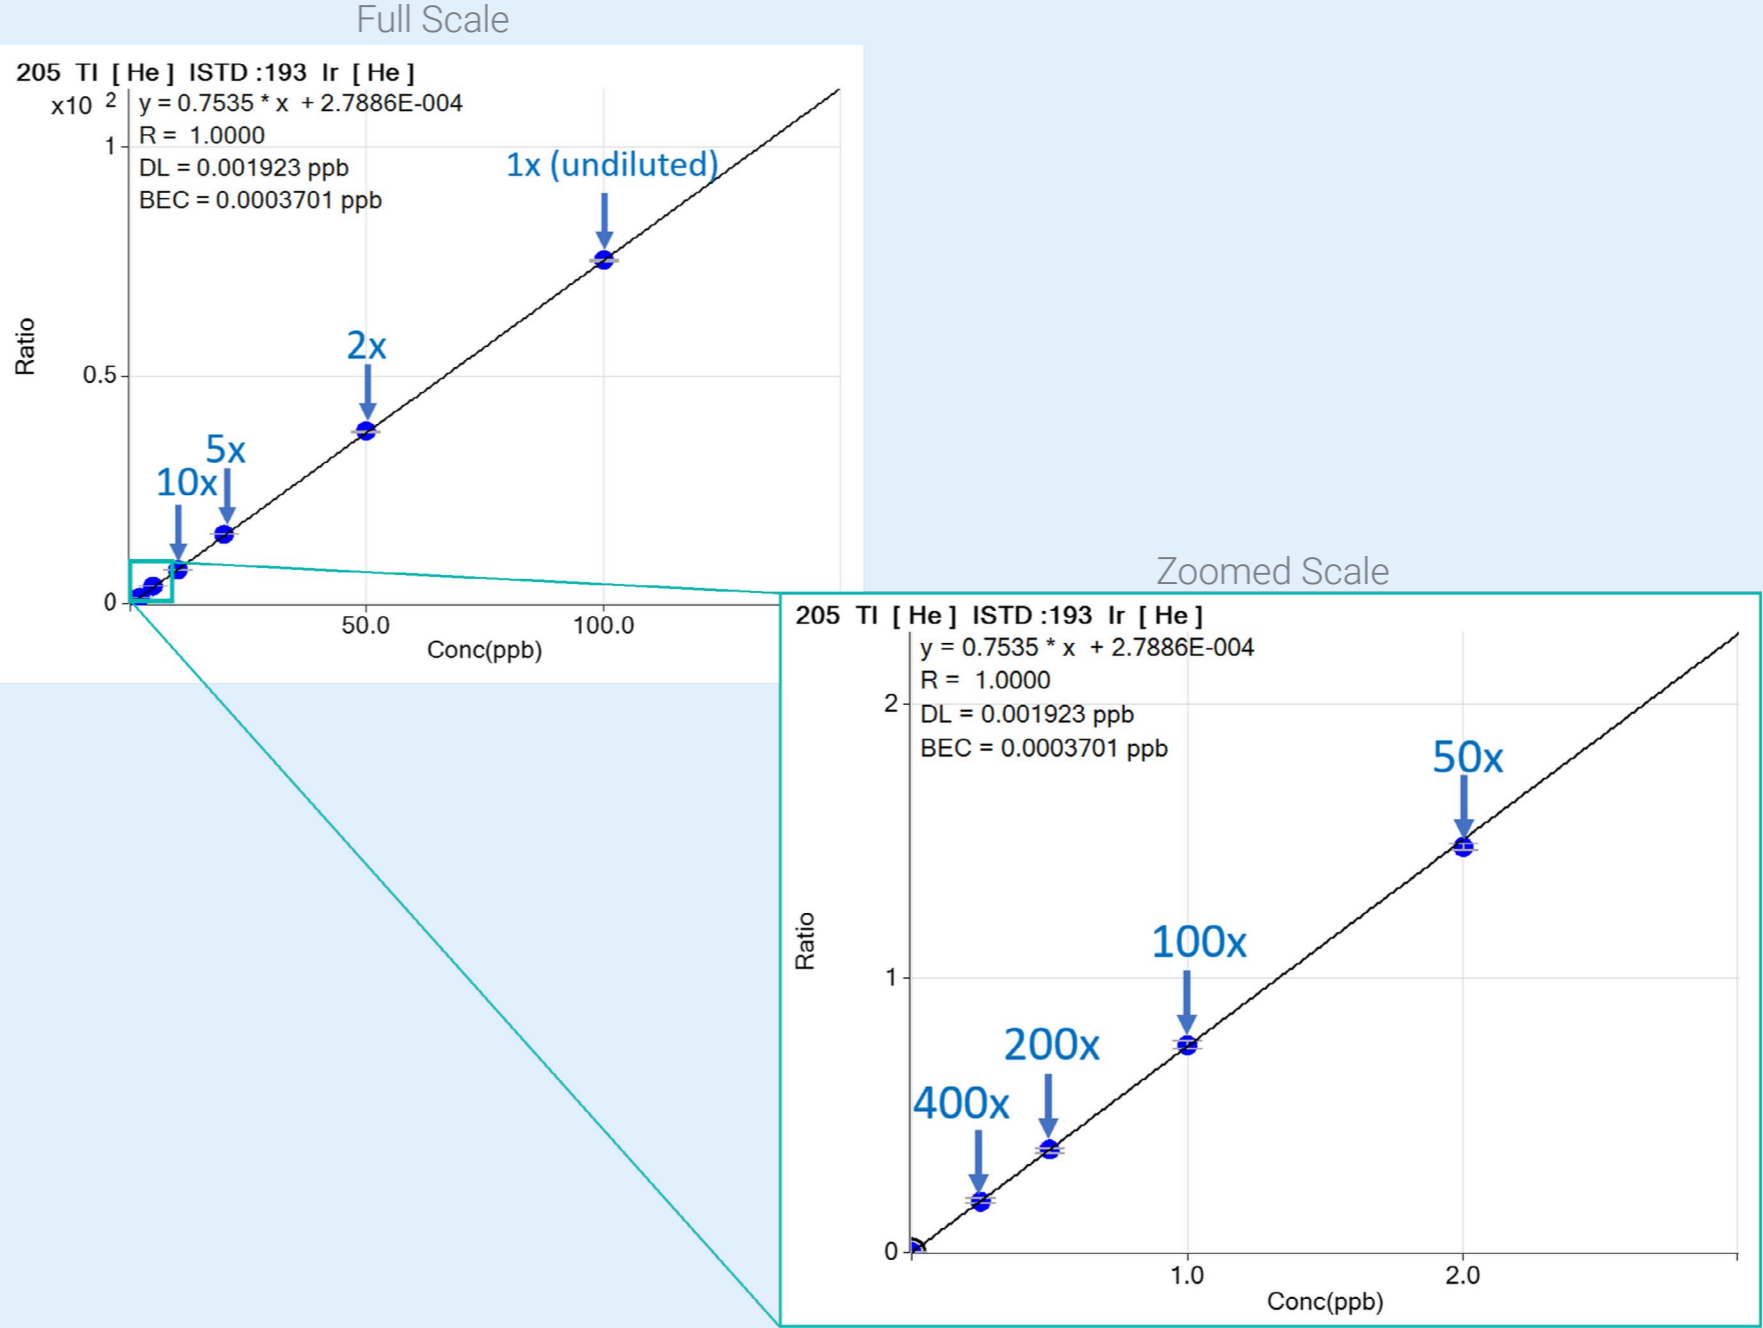 Full Scale
205 Tl [ He ] ISTD :193 Ir [ He ]
x10 2
y = 0.7535 * x + 2.7886E-004
R = 1.0000
DL = 0.001923 ppb
BEC = 0.0003701 ppb
1
1x (undiluted)
2x
0.5
5x
10x
0
50.0
100.0
Conc(ppb)
Ratio
Zoomed Scale
205 Tl [ He ] ISTD :193 Ir [ He ]
y = 0.7535 * x + 2.7886E-004
R = 1.0000
2
DL = 0.001923 ppb
BEC = 0.0003701 ppb
50x
100x
1
200x
400x
0
1.0
2.0
Conc(ppb)
Ratio